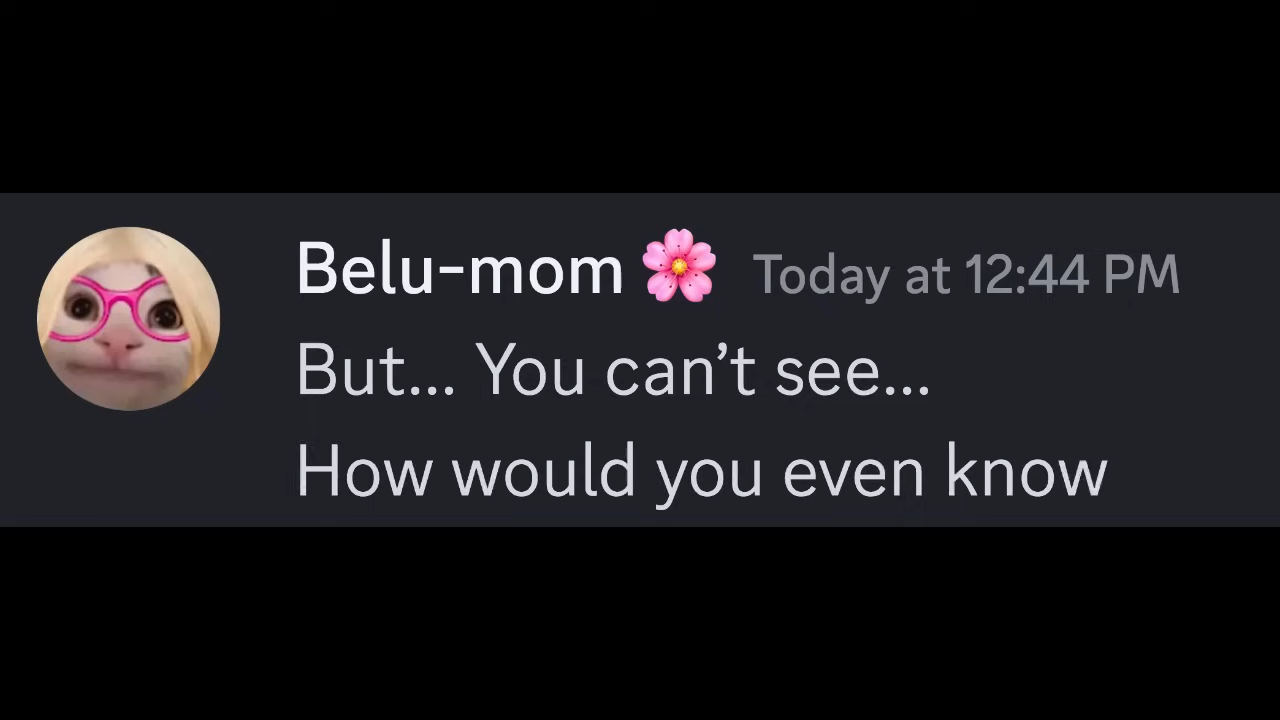 Belu-mom 🌸 Today at 12:44 PM
But... You can’t see...
How would you even know